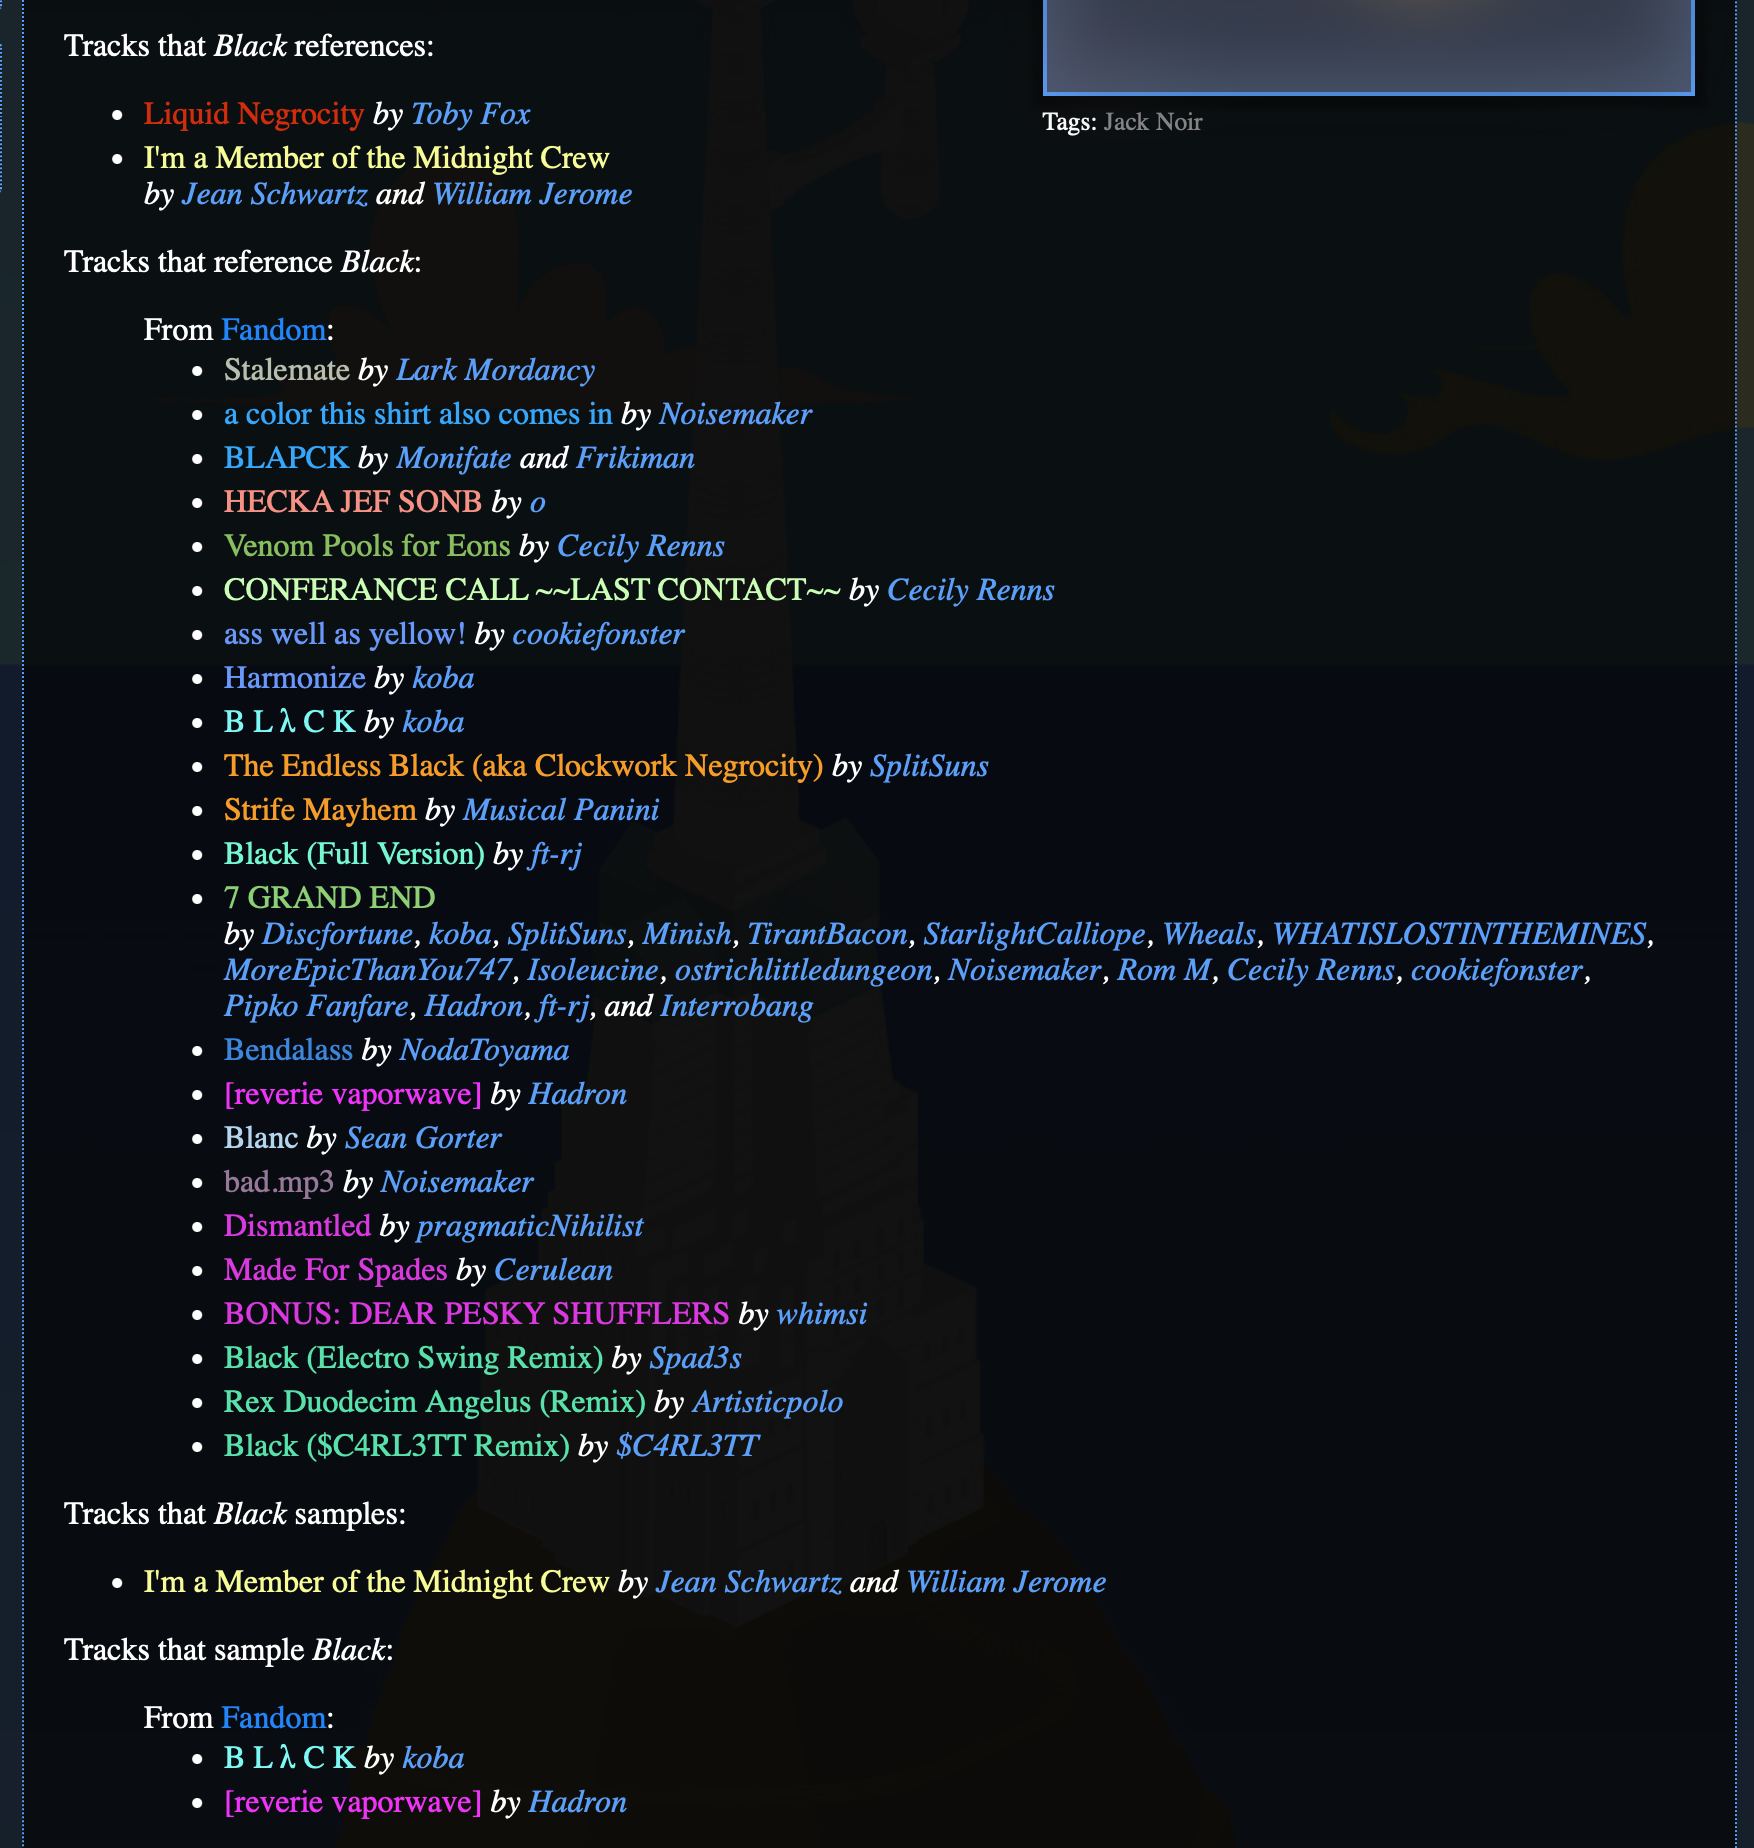 Tracks that Black references:
Liquid Negrocity by Toby Fox
I'm a Member of the Midnight Crew
by Jean Schwartz and William Jerome
Tags: Jack Noir
Tracks that reference Black:
From Fandom:
Stalemate by Lark Mordancy
a color this shirt also comes in by Noisemaker
BLAPCK by Monifate and Frikiman
HECKA JEF SONB by o
Venom Pools for Eons by Cecily Renns
CONFERANCE CALL ~~LAST CONTACT~~ by Cecily Renns
ass well as yellow! by cookiefonster
Harmonize by koba
B L λ C K by koba
The Endless Black (aka Clockwork Negrocity) by SplitSuns
Strife Mayhem by Musical Panini
Black (Full Version) by ft-rj
7 GRAND END
by Discfortune, koba, SplitSuns, Minish, TirantBacon, StarlightCalliope, Wheals, WHATISLOSTINTHEMINES,
MoreEpicThanYou747, Isoleucine, ostrichlittledungeon, Noisemaker, Rom M, Cecily Renns, cookiefonster,
Pipko Fanfare, Hadron, ft-rj, and Interrobang
Bendalass by NodaToyama
[reverie vaporwave] by Hadron
Blanc by Sean Gorter
bad.mp3 by Noisemaker
Dismantled by pragmaticNihilist
Made For Spades by Cerulean
BONUS: DEAR PESKY SHUFFLERS by whimsi
Black (Electro Swing Remix) by Spad3s
Rex Duodecim Angelus (Remix) by Artisticpolo
Black ($C4RL3TT Remix) by $C4RL3TT
Tracks that Black samples:
I'm a Member of the Midnight Crew by Jean Schwartz and William Jerome
Tracks that sample Black:
From Fandom:
B L λ C K by koba
[reverie vaporwave] by Hadron